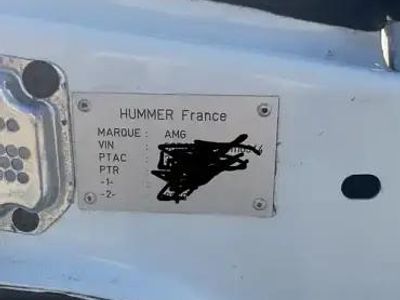 HUMMER France
MARQUE : AMG
VIN :
PTAC :
PTR :
-1- :
-2- :